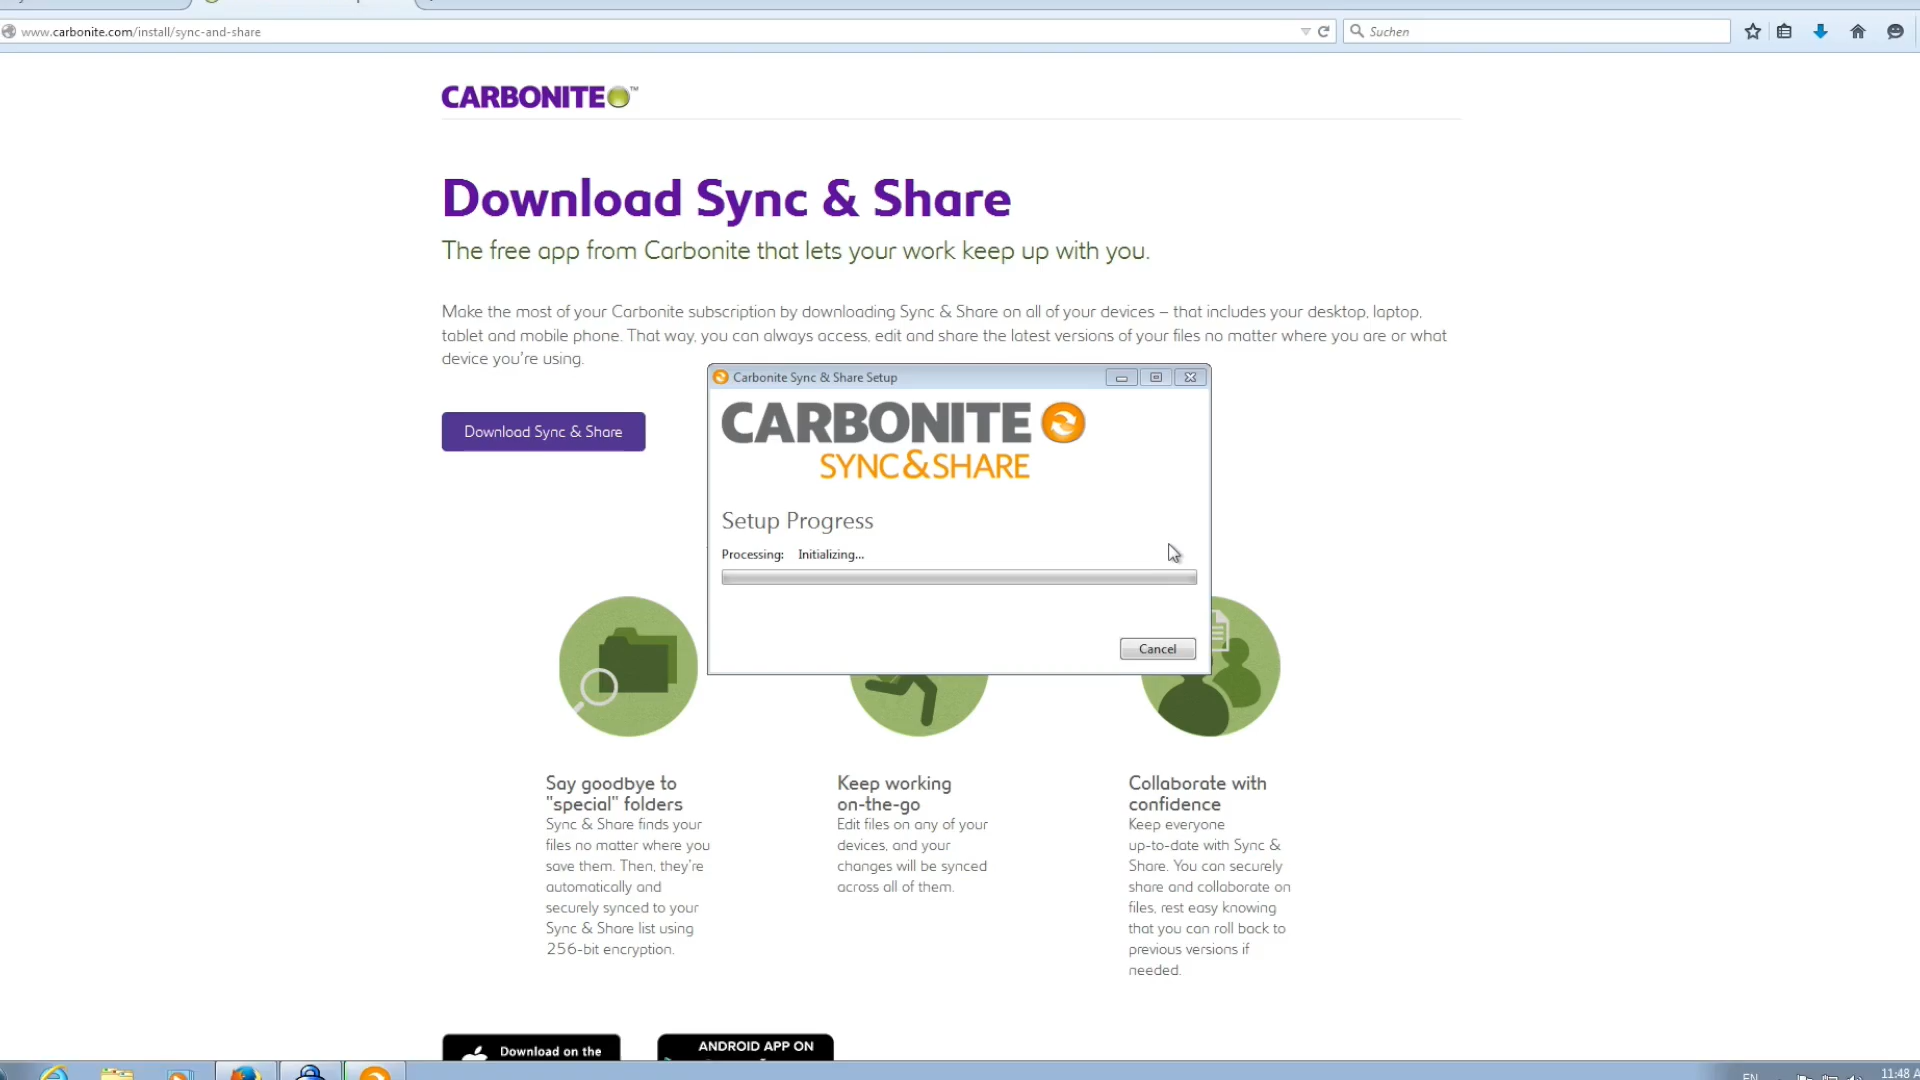 www.carbonite.com/install/sync-and-share
Suchen
CARBONITE™
Download Sync & Share
The free app from Carbonite that lets your work keep up with you.
Make the most of your Carbonite subscription by downloading Sync & Share on all of your devices – that includes your desktop, laptop,
tablet and mobile phone. That way, you can always access, edit and share the latest versions of your files no matter where you are or what
device you're using.
Download Sync & Share
Carbonite Sync & Share Setup
CARBONITE
SYNC&SHARE
Setup Progress
Processing: Initializing...
Cancel
Say goodbye to
"special" folders
Sync & Share finds your
files no matter where you
save them. Then, they're
automatically and
securely synced to your
Sync & Share list using
256-bit encryption.
Keep working
on-the-go
Edit files on any of your
devices, and your
changes will be synced
across all of them.
Collaborate with
confidence
Keep everyone
up-to-date with Sync &
Share. You can securely
share and collaborate on
files, rest easy knowing
that you can roll back to
previous versions if
needed.
Download on the
ANDROID APP ON
EN
11:48 A